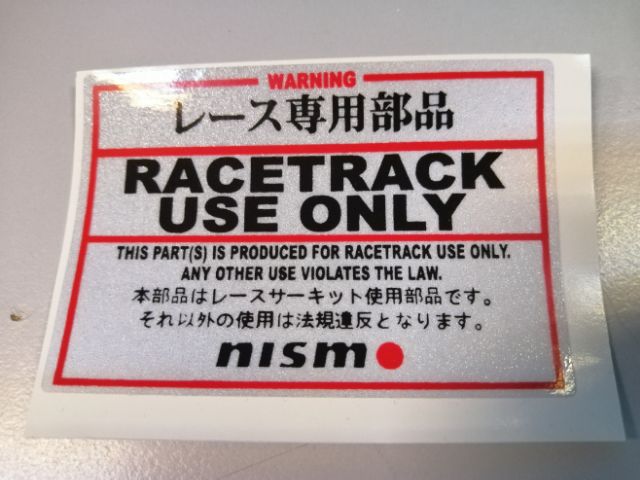 WARNING
レース専用部品
RACETRACK
USE ONLY
THIS PART(S) IS PRODUCED FOR RACETRACK USE ONLY.
ANY OTHER USE VIOLATES THE LAW.
本部品はレースサーキット使用部品です。
それ以外の使用は法規違反となります。
nismo